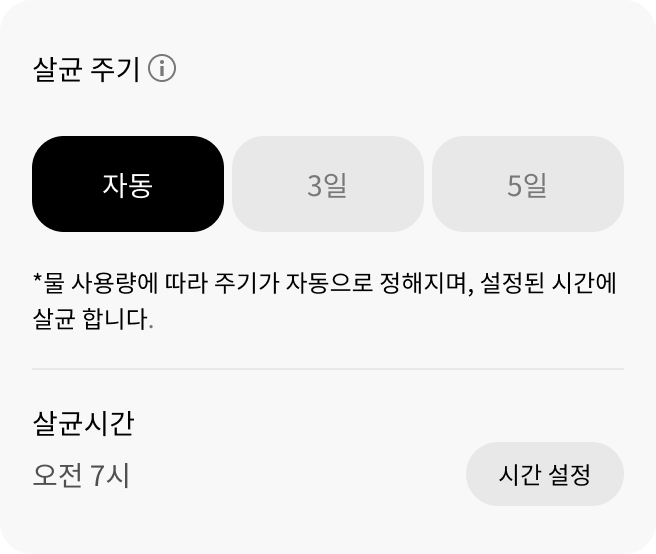 살균 주기
자동
3일
5일
*물 사용량에 따라 주기가 자동으로 정해지며, 설정된 시간에
살균 합니다.
살균시간
오전 7시
시간 설정